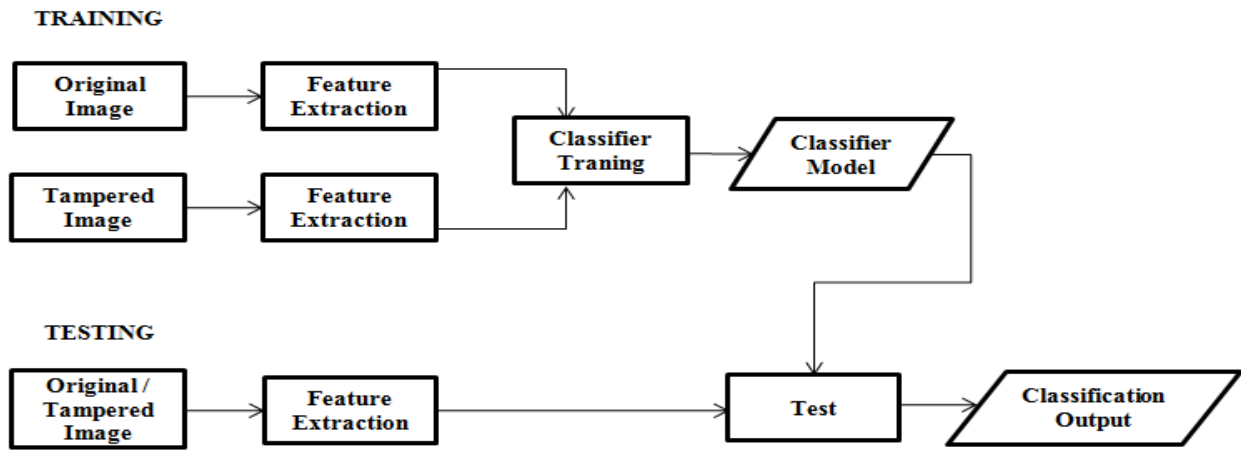 TRAINING
Original
Image
Feature
Extraction
Classifier
Traning
Classifier
Model
Tampered
Image
Feature
Extraction
TESTING
Original /
Tampered
Image
Feature
Extraction
Test
Classification
Output